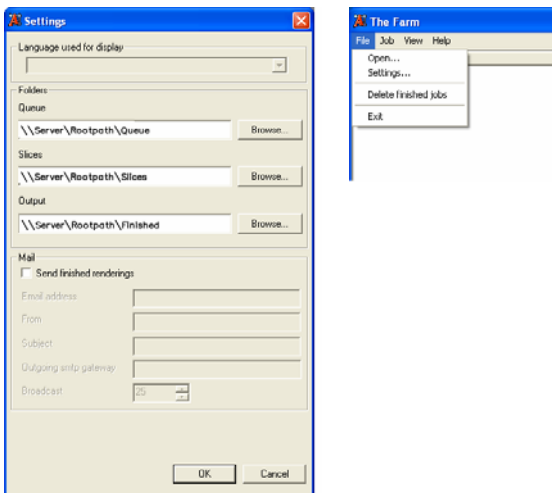 Settings
Language used for display
Folders
Queue
\\Server\Rootpath\Queue
Browse...
Slices
\\Server\Rootpath\Slices
Browse...
Output
\\Server\Rootpath\Finished
Browse...
Mail
Send finished renderings
Email address
From
Subject
Outgoing smtp gateway
Broadcast
25
OK Cancel
The Farm
File Job View Help
Open...
Settings...
Delete finished jobs
Exit